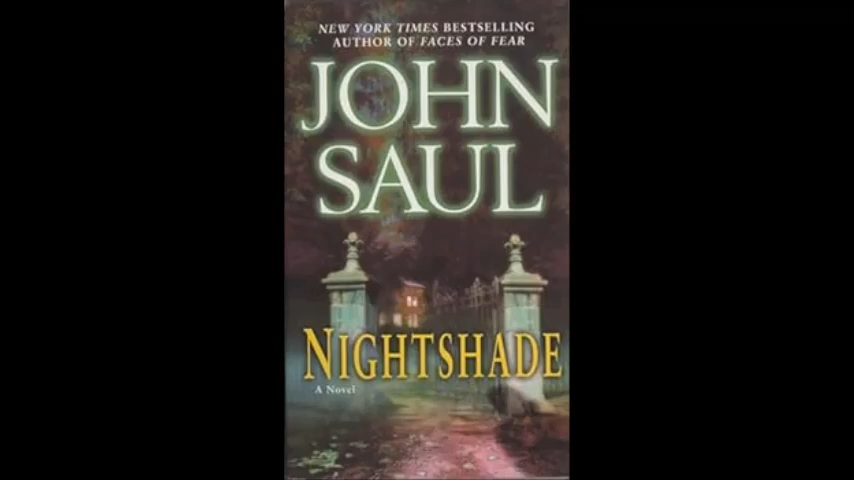 NEW YORK TIMES BESTSELLING
AUTHOR OF FACES OF FEAR
JOHN
SAUL
NIGHTSHADE
A Novel